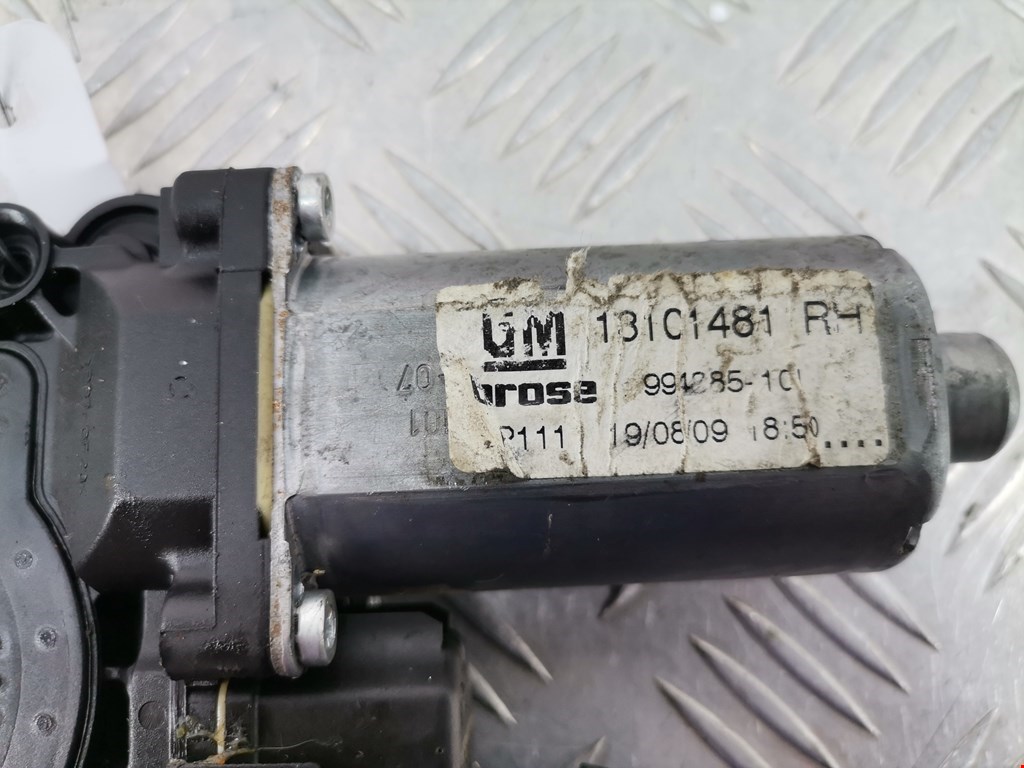 GM 13101481 RH
brose 994285-10
P111 19/08/09 18:50....